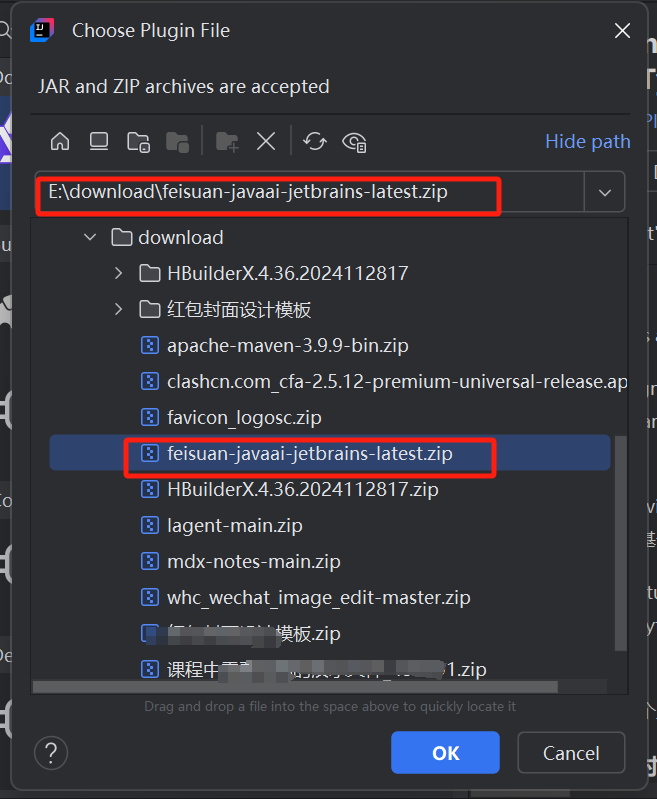 Choose Plugin File
JAR and ZIP archives are accepted
Hide path
E:\download\feisuan-javaai-jetbrains-latest.zip
download
HBuilderX.4.36.2024112817
红包封面设计模板
apache-maven-3.9.9-bin.zip
clashcn.com_cfa-2.5.12-premium-universal-release.ap
favicon_logosc.zip
feisuan-javaai-jetbrains-latest.zip
HBuilderX.4.36.2024112817.zip
lagent-main.zip
mdx-notes-main.zip
whc_wechat_image_edit-master.zip
模板.zip
课程中 1.zip
Drag and drop a file into the space above to quickly locate it
?
OK
Cancel